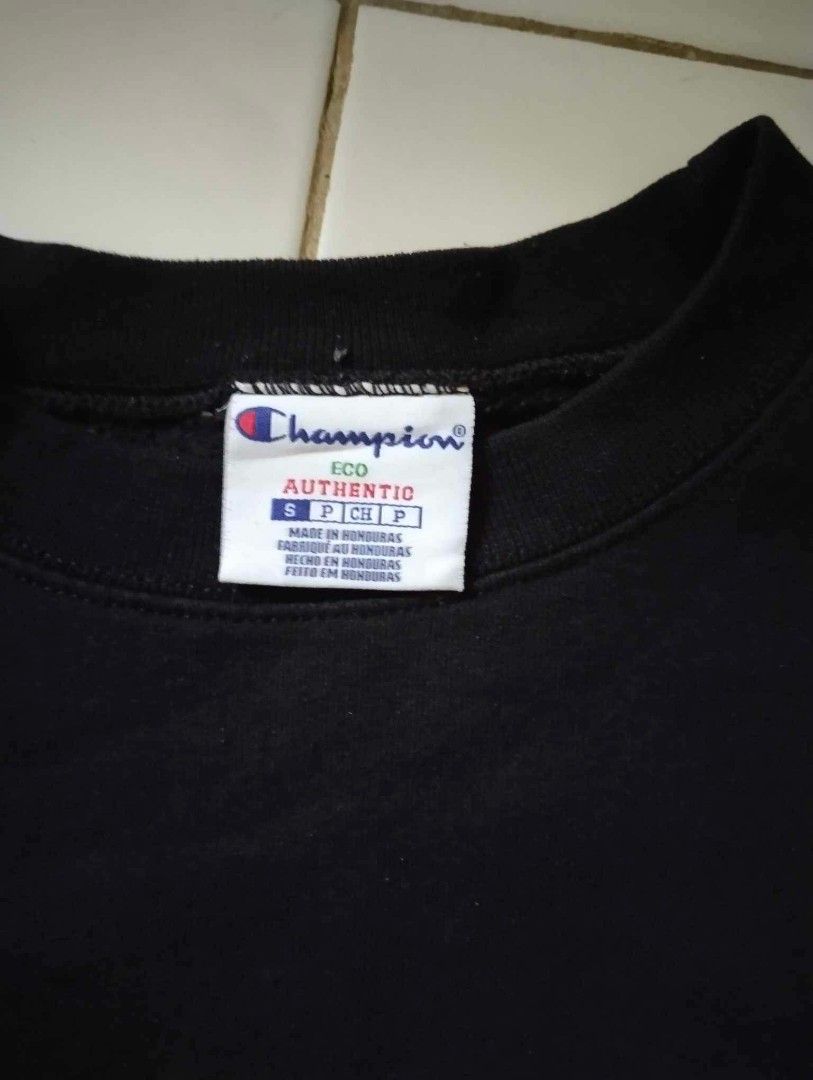 Champion®
ECO
AUTHENTIC
S P CH P
MADE IN HONDURAS
FABRIQUÉ AU HONDURAS
HECHO EN HONDURAS
FEITO EM HONDURAS